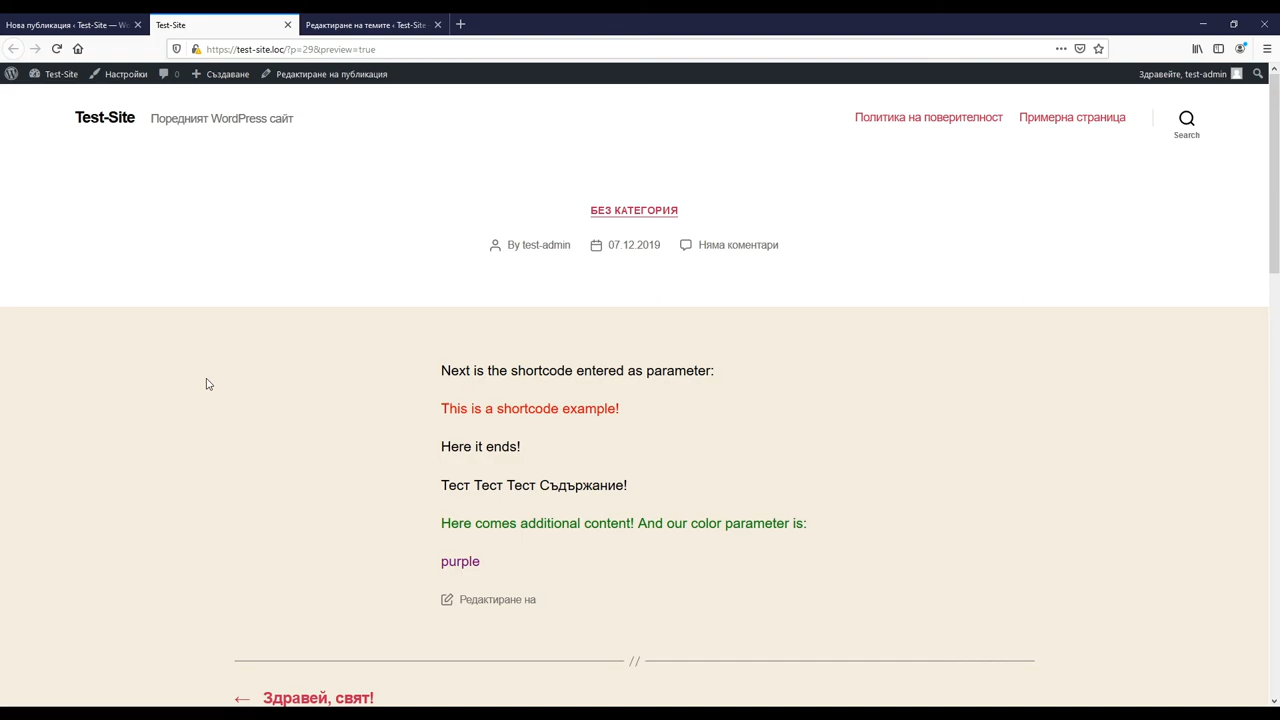 Нова публикация ‹ Test-Site — Wo
Test-Site
Редактиране на темите ‹ Test-Site
https://test-site.loc/?p=29&preview=true
Test-Site
Настройки
0
Създаване
Редактиране на публикация
Здравейте, test-admin
Test-Site
Поредният WordPress сайт
Политика на поверителност
Примерна страница
Search
БЕЗ КАТЕГОРИЯ
By test-admin
07.12.2019
Няма коментари
Next is the shortcode entered as parameter:
This is a shortcode example!
Here it ends!
Тест Тест Тест Съдържание!
Here comes additional content! And our color parameter is:
purple
Редактиране на
//
← Здравей, свят!